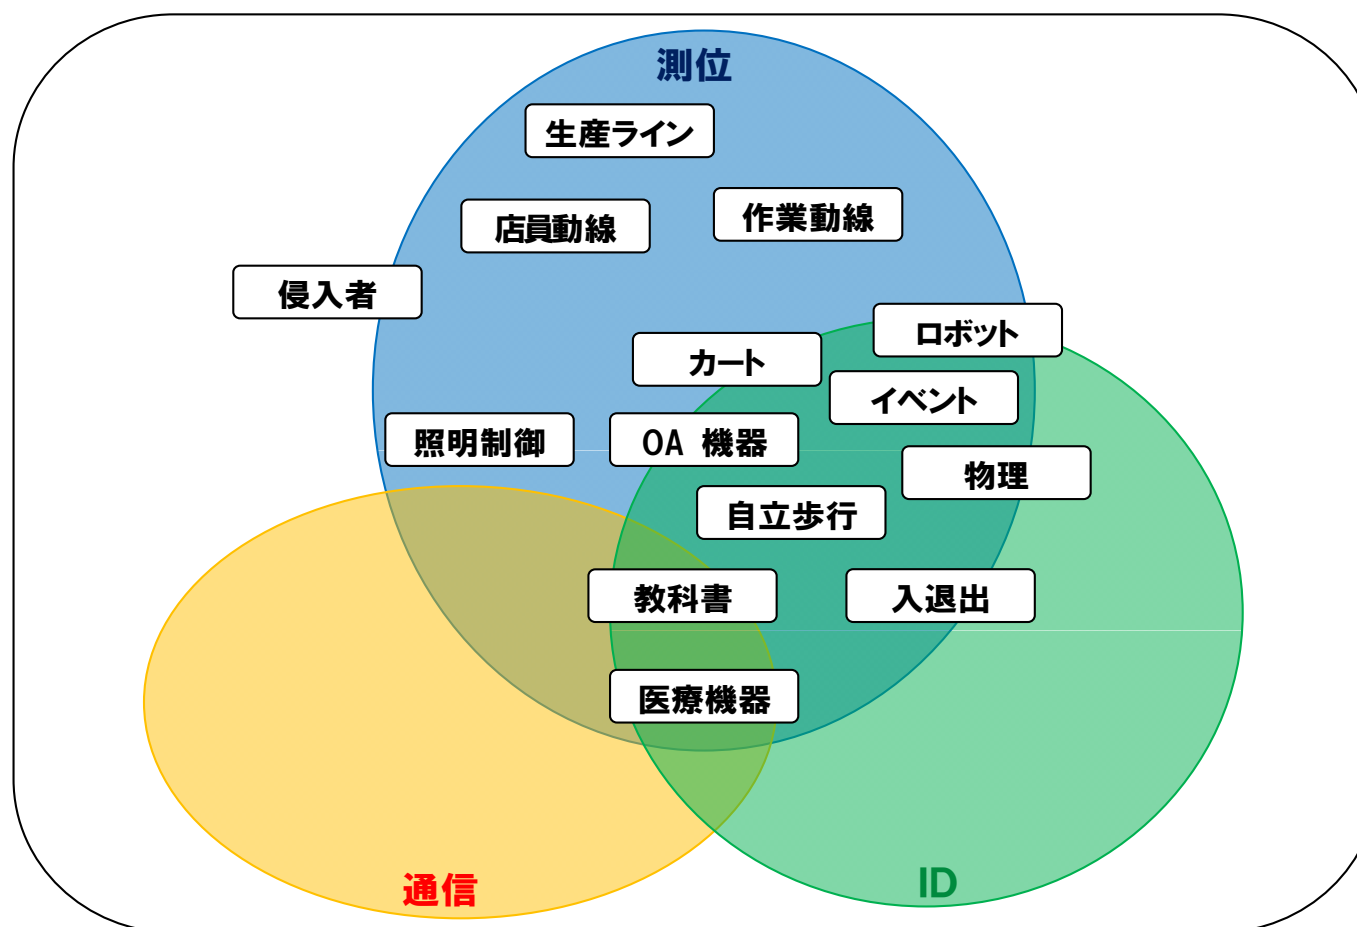 測位
生産ライン
店員動線
作業動線
侵入者
ロボット
カート
イベント
照明制御
OA 機器
物理
自立歩行
教科書
入退出
医療機器
通信
ID